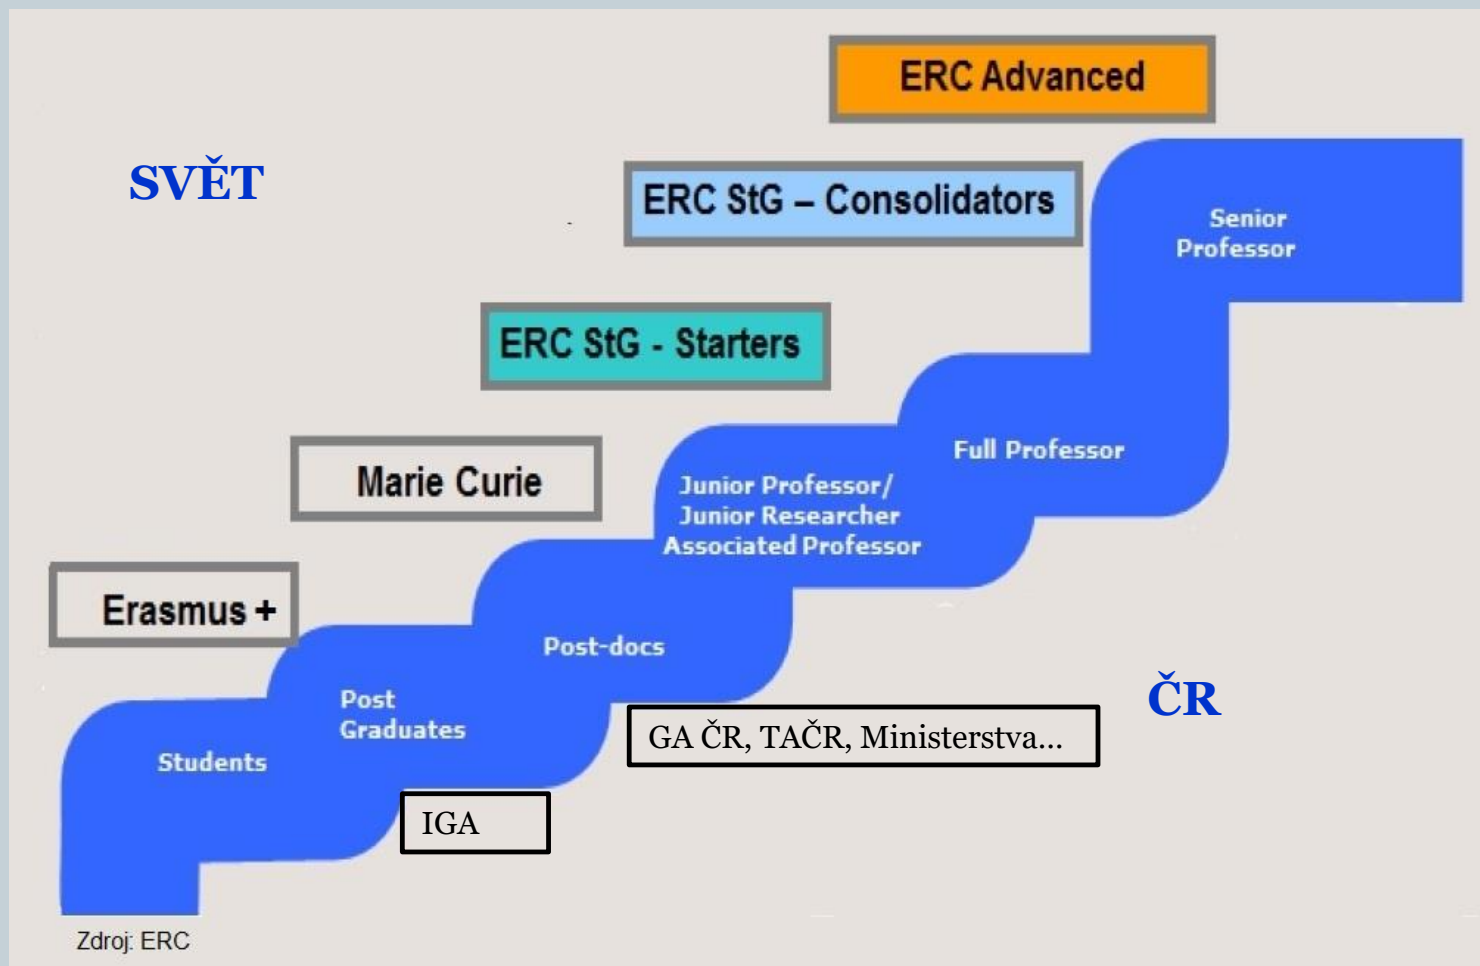 ERC Advanced
SVĚT
ERC StG – Consolidators
Senior
Professor
ERC StG - Starters
Full Professor
Marie Curie
Junior Professor/
Junior Researcher
Associated Professor
Erasmus +
Post-docs
ČR
Post
Graduates
GA ČR, TAČR, Ministerstva...
Students
IGA
Zdroj: ERC